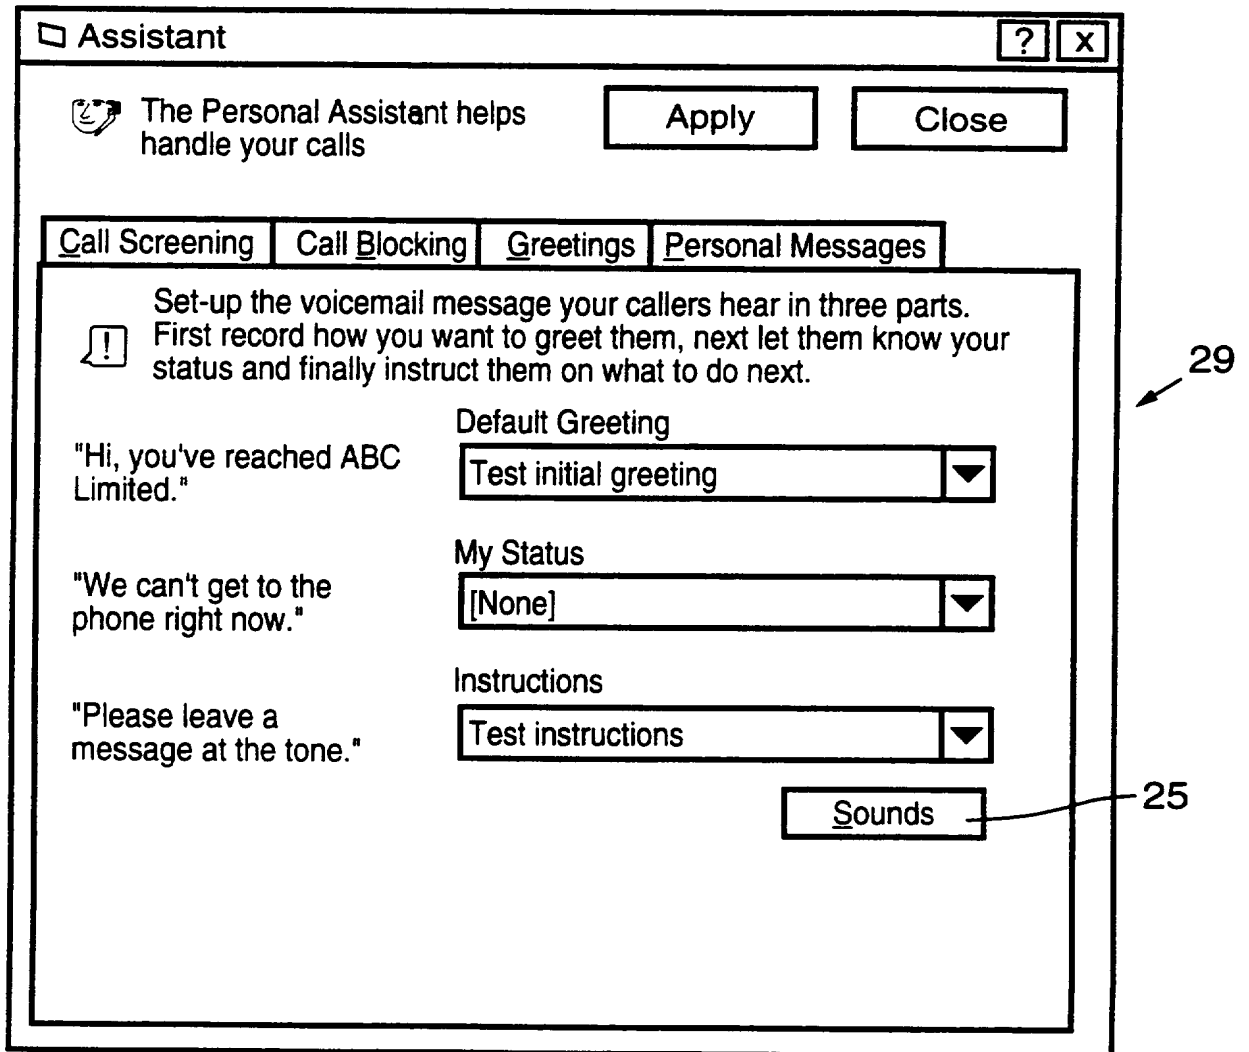 Assistant
? x
The Personal Assistant helps
handle your calls
Apply
Close
Call Screening
Call Blocking
Greetings
Personal Messages
Set-up the voicemail message your callers hear in three parts.
! First record how you want to greet them, next let them know your
status and finally instruct them on what to do next.
29
Default Greeting
"Hi, you've reached ABC
Limited."
Test initial greeting
My Status
"We can't get to the
phone right now."
[None]
Instructions
"Please leave a
message at the tone."
Test instructions
Sounds
25